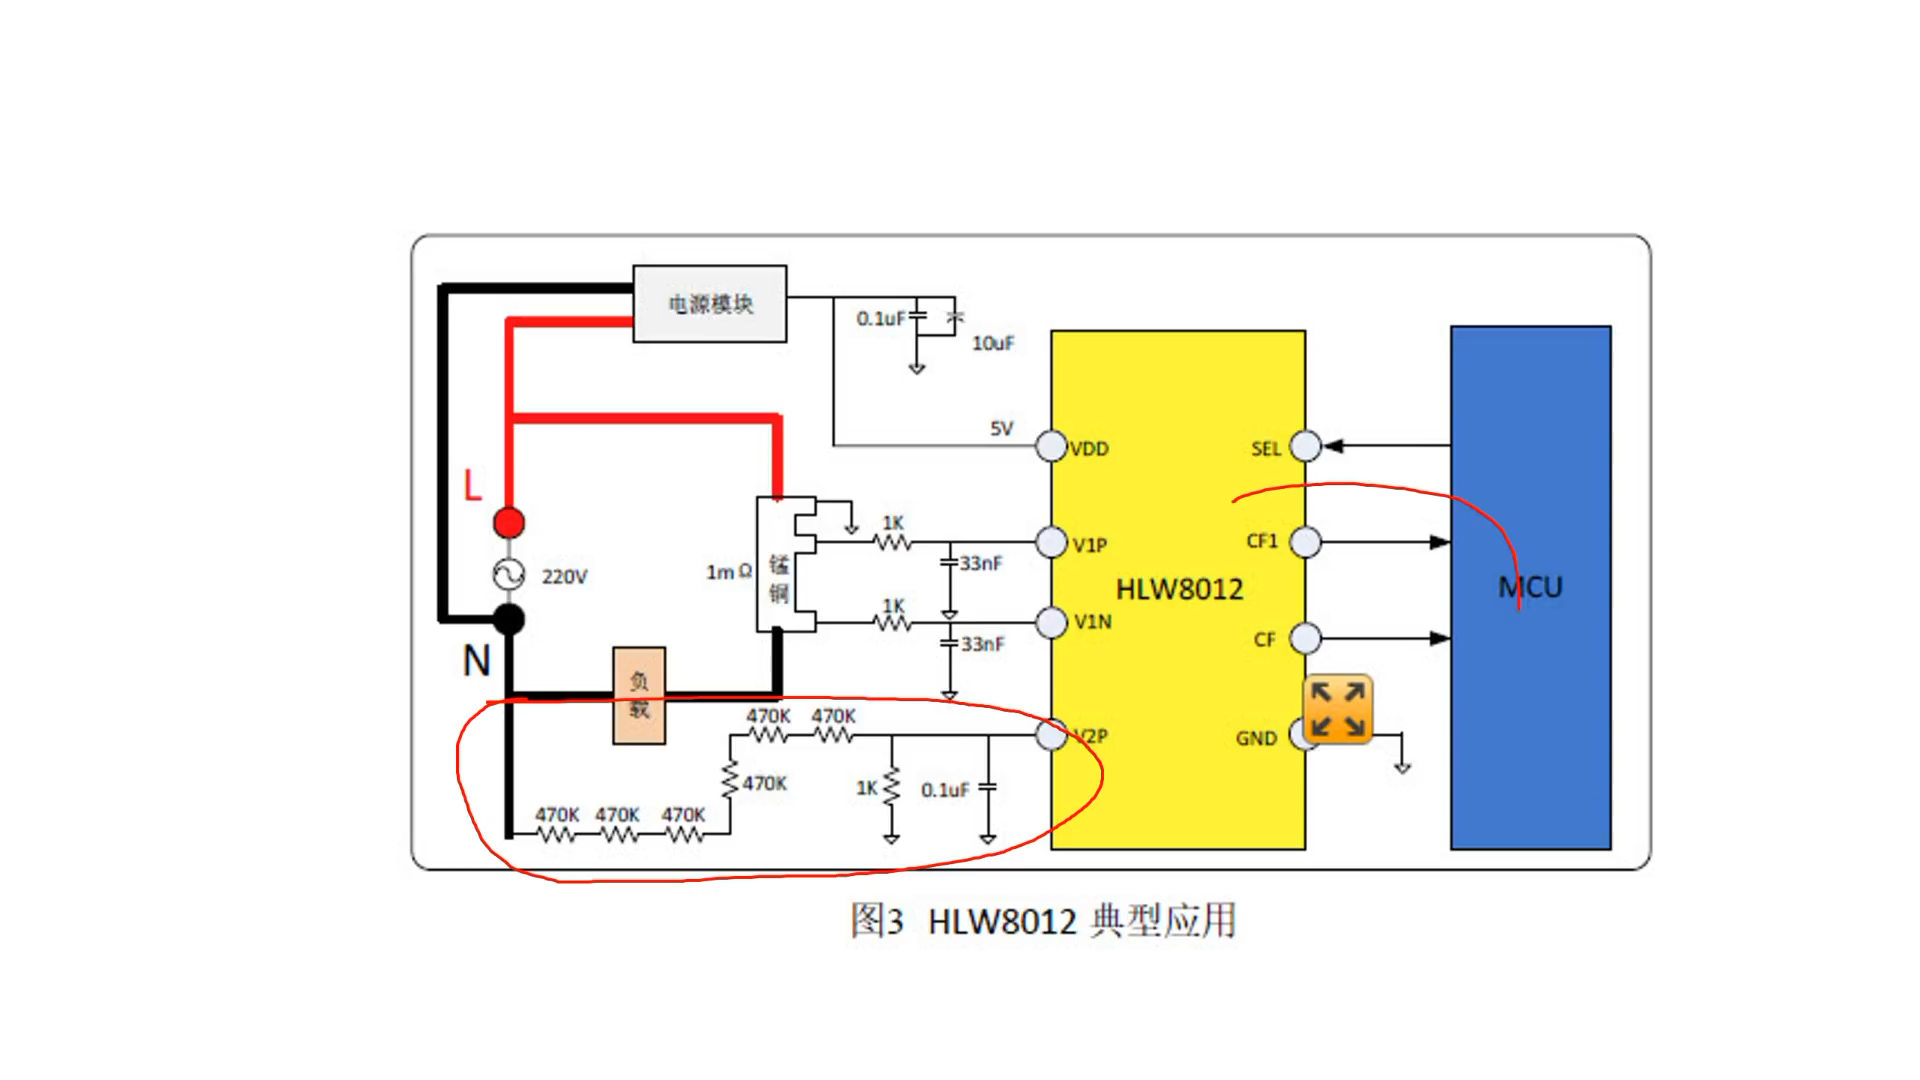 电源模块
0.1uF
10uF
5V
VDD
SEL
L
220V
1mΩ
锰铜
1K
33nF
V1P
CF1
HLW8012
MCU
1K
33nF
V1N
CF
N
负载
470K 470K
V2P
GND
470K
1K
0.1uF
470K 470K 470K
图3 HLW8012 典型应用